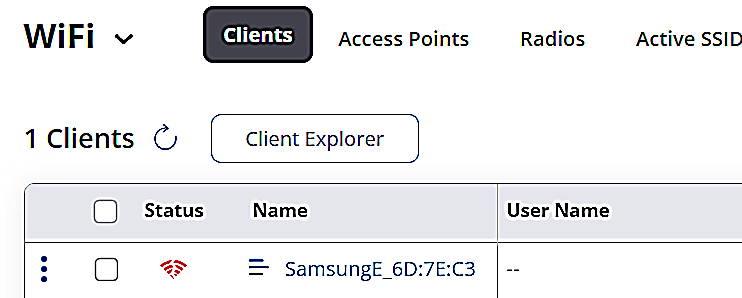 WiFi Clients Access Points Radios Active SSID
1 Clients Client Explorer
Status Name User Name
SamsungE_6D:7E:C3 --